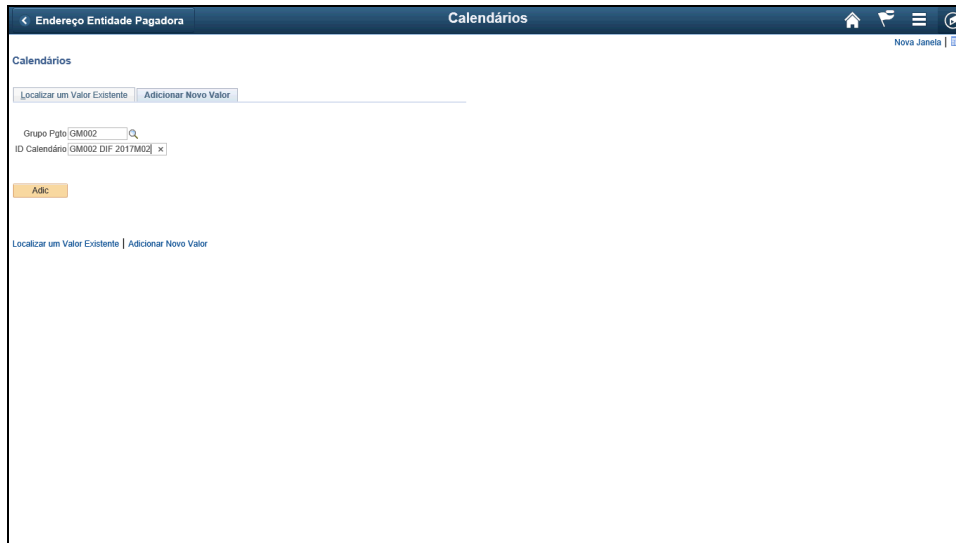 Endereço Entidade Pagadora
Calendários
Nova Janela |
Calendários
Localizar um Valor Existente
Adicionar Novo Valor
Grupo Pgto GM002
ID Calendário GM002 DIF 2017M02 ×
Adic
Localizar um Valor Existente | Adicionar Novo Valor